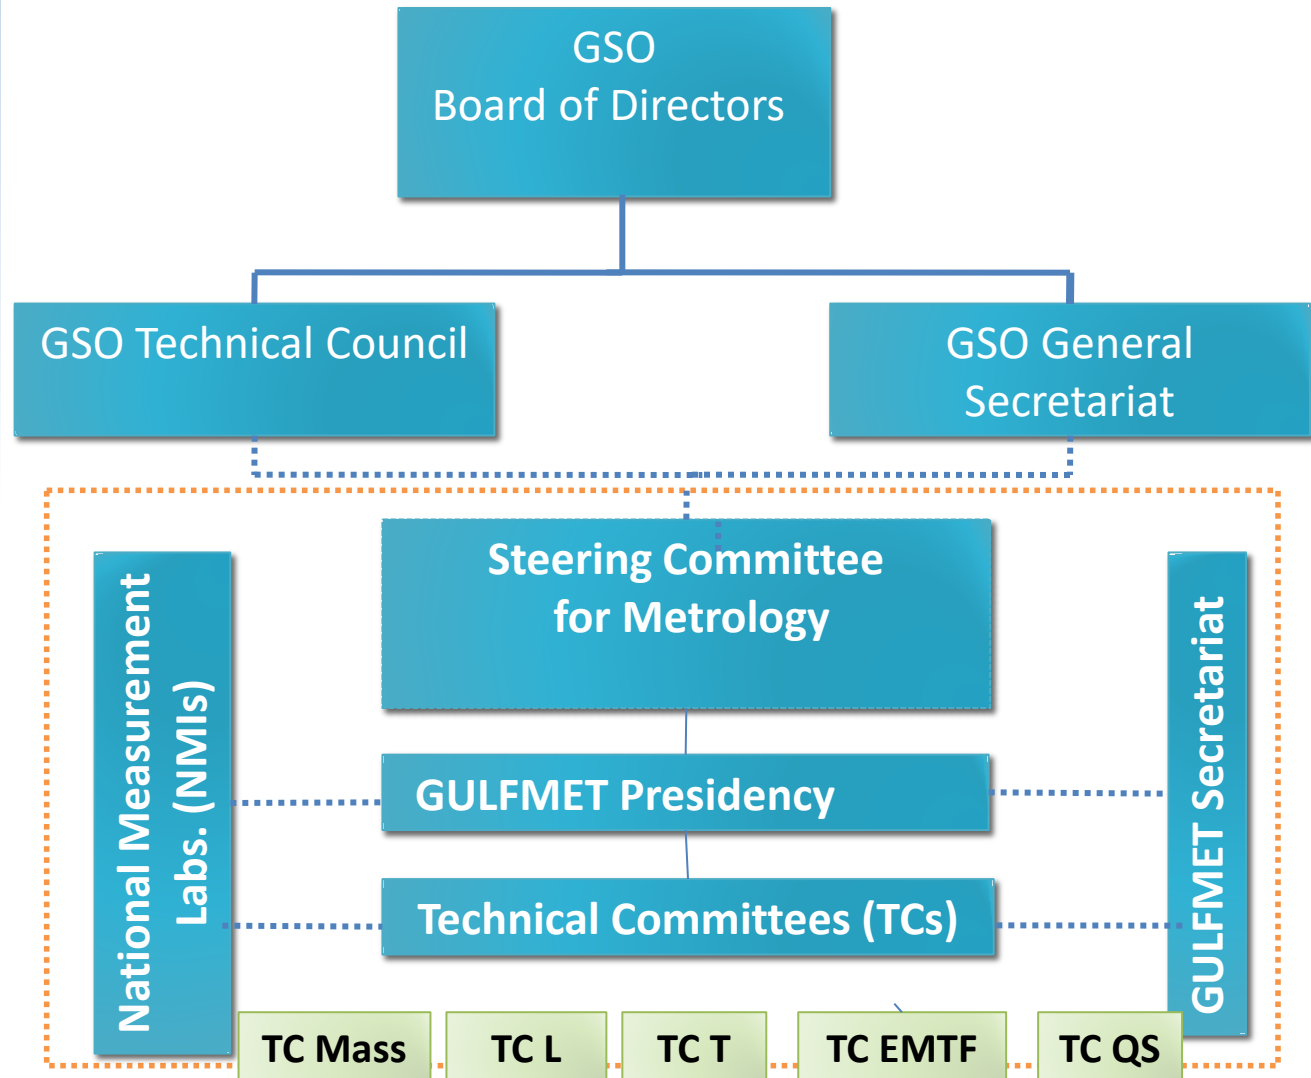 GSO
Board of Directors
GSO Technical Council
GSO General
Secretariat
Steering Committee
for Metrology
National Measurement
Labs. (NMIs)
GULFMET Secretariat
GULFMET Presidency
Technical Committees (TCs)
TC Mass
TC L
TC T
TC EMTF
TC QS